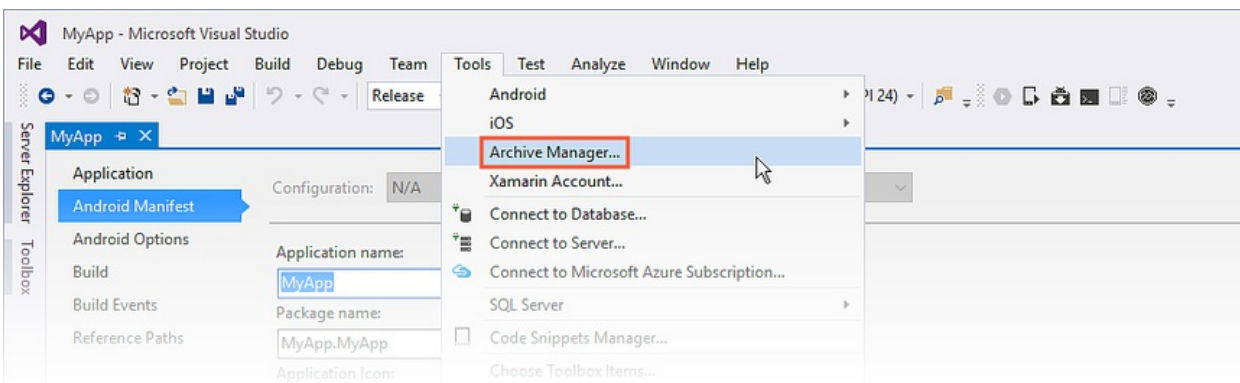 MyApp - Microsoft Visual Studio
File Edit View Project Build Debug Team Tools Test Analyze Window Help
Release
PI 24)
Server Explorer
Toolbox
MyApp
Application
Android Manifest
Android Options
Build
Build Events
Reference Paths
Configuration: N/A
Application name:
MyApp
Package name:
MyApp.MyApp
Application Icon:
Android
iOS
Archive Manager...
Xamarin Account...
Connect to Database...
Connect to Server...
Connect to Microsoft Azure Subscription...
SQL Server
Code Snippets Manager...
Choose Toolbox Items...